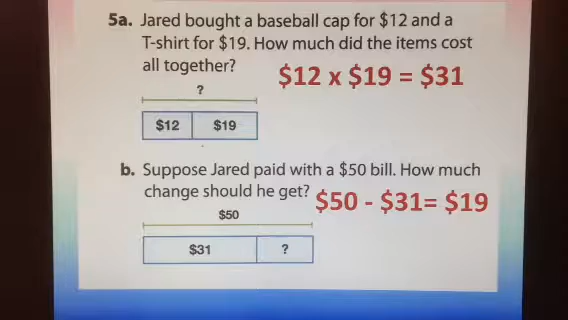 5a. Jared bought a baseball cap for $12 and a
T-shirt for $19. How much did the items cost
all together?
$12 x $19 = $31
?
$12 $19
b. Suppose Jared paid with a $50 bill. How much
change should he get?
$50 - $31= $19
$50
$31 ?